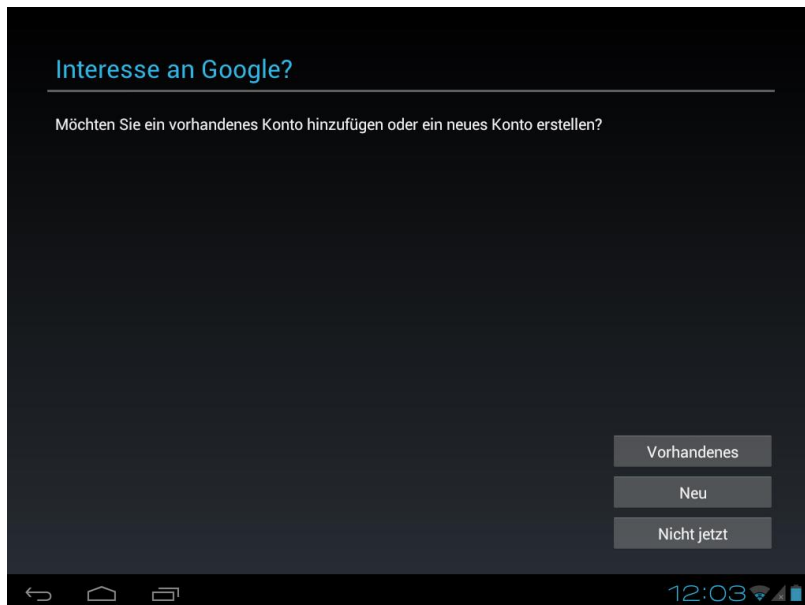 Interesse an Google?
Möchten Sie ein vorhandenes Konto hinzufügen oder ein neues Konto erstellen?
Vorhandenes
Neu
Nicht jetzt
12:03